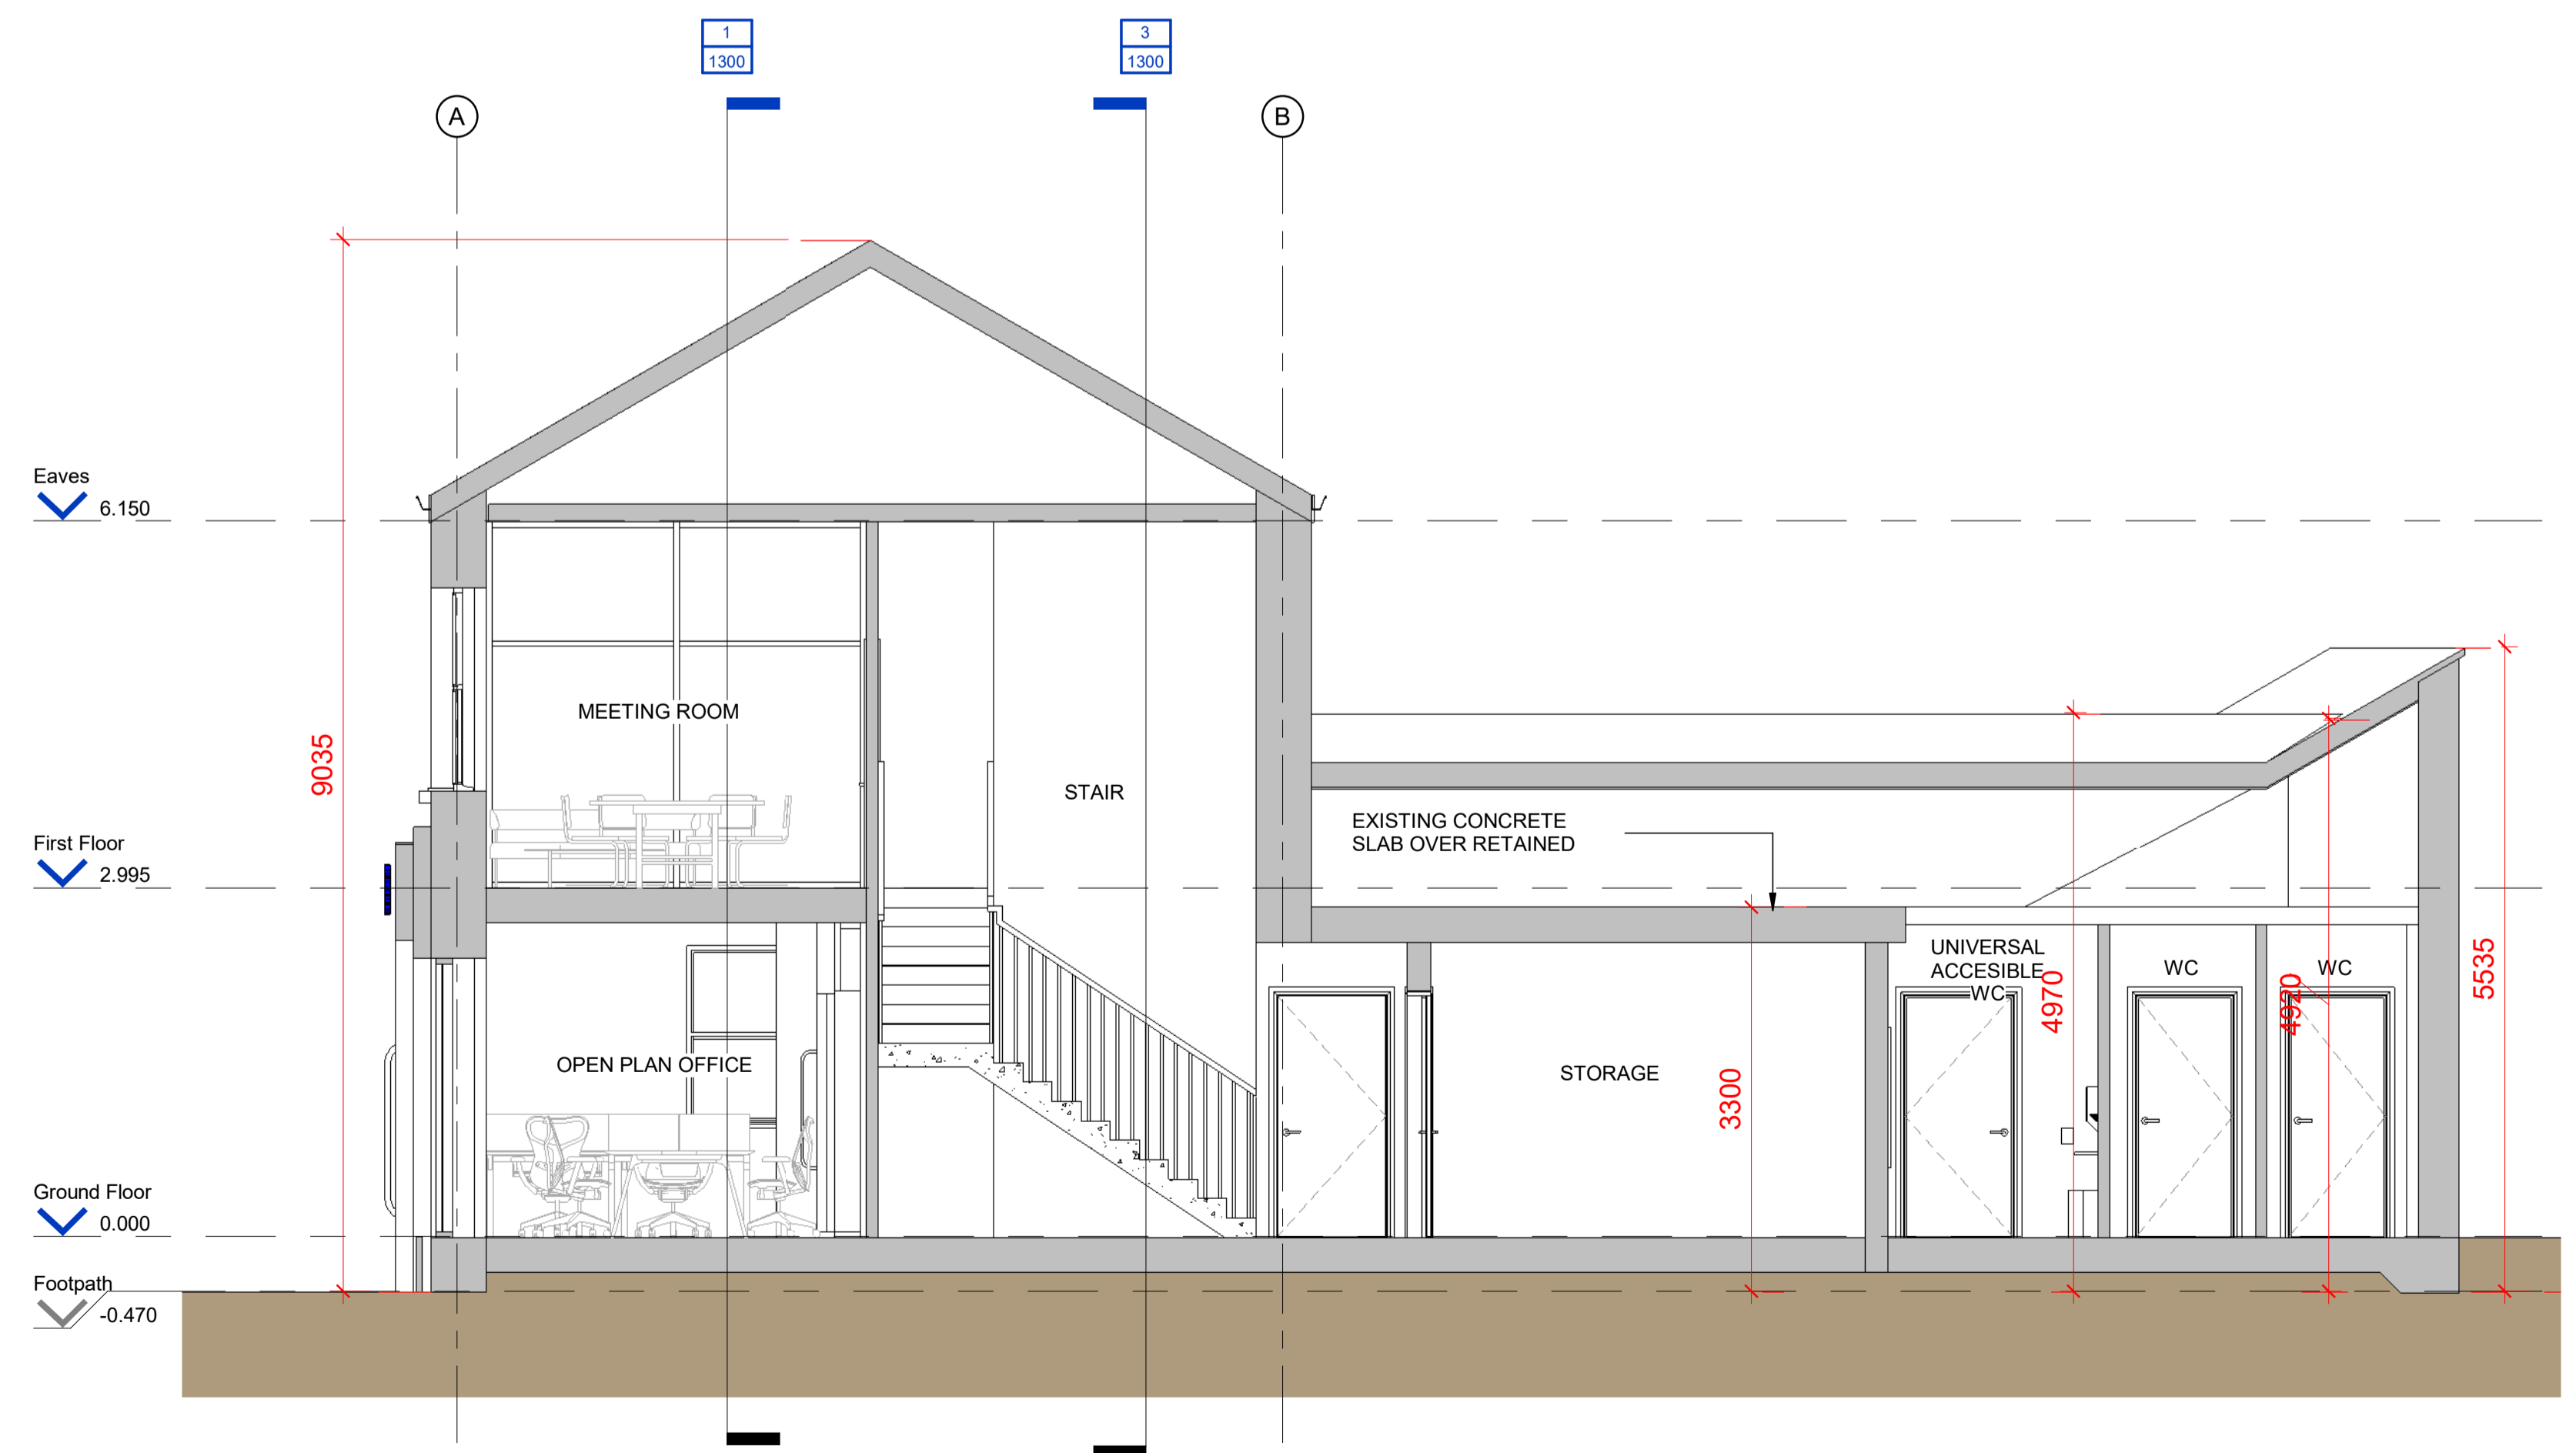 1
1300
3
1300
A
B
Eaves
6.150
MEETING ROOM
9035
STAIR
EXISTING CONCRETE
SLAB OVER RETAINED
First Floor
2.995
UNIVERSAL
ACCESIBLE
WC
WC
WC
4970
4920
5535
OPEN PLAN OFFICE
STORAGE
3300
Ground Floor
0.000
Footpath
-0.470